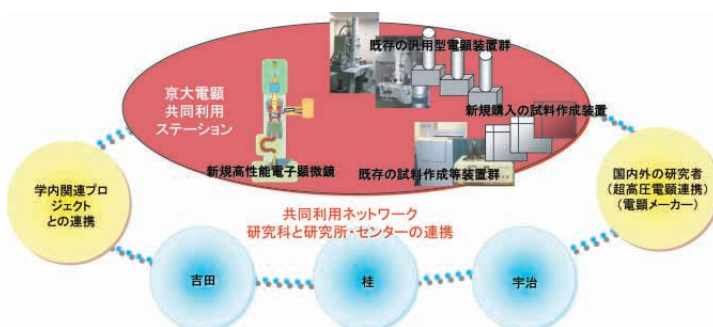 既存の汎用型電顕装置群
京大電顕
共同利用
ステーション
新規購入の試料作成装置
新規高性能電子顕微鏡
既存の試料作成等装置群
学内関連プロ
ジェクト
との連携
国内外の研究者
(超高圧電顕連携)
(電顕メーカー)
共同利用ネットワーク
研究科と研究所・センターの連携
吉田
桂
宇治